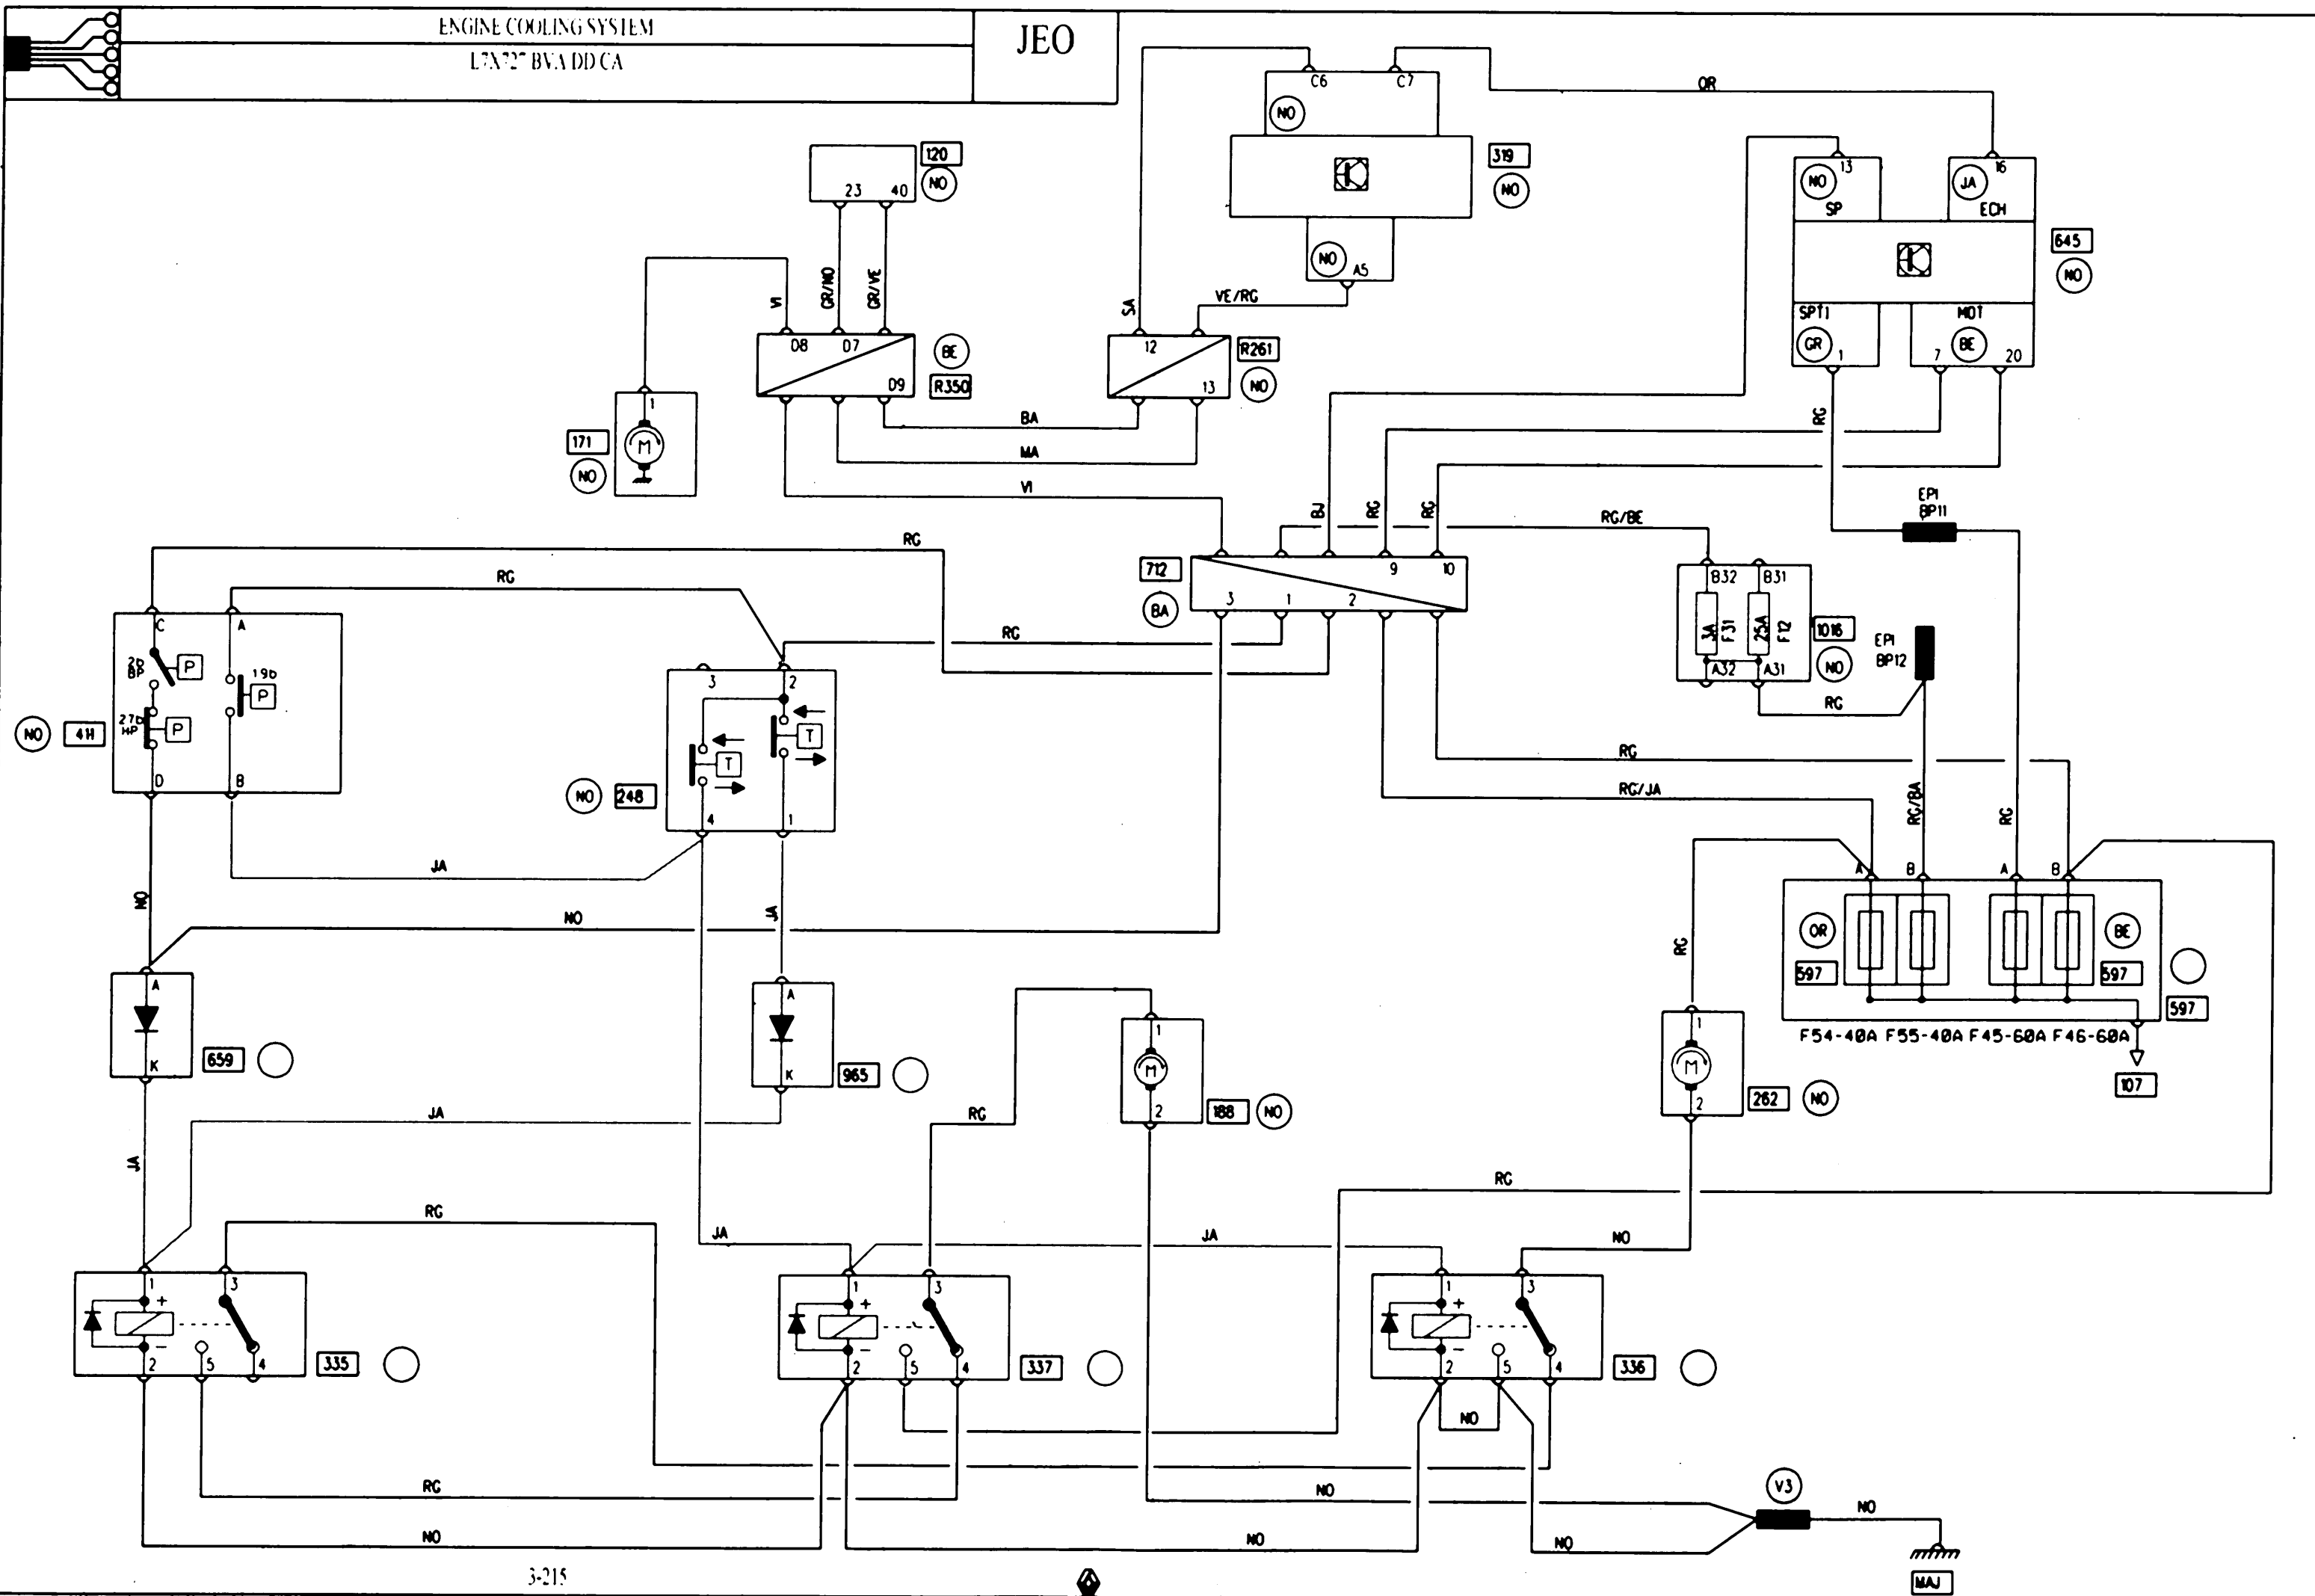 ENGINE COOLING SYSTEM
JEO
L7X727 BVA DD CA
C6 C7
OR
NO
120
319
NO
23 40
NO
NO 13
JA 16
SP
ECH
645
NO
NO A5
VI
GR/NO
GR/VE
SA
VE/RG
SPT1
MOT
GR 1
7 BE 20
D8 D7
BE
D9
R350
12
R261
13
NO
1
171
M
NO
BA
MA
VI
RG
EP1
BP11
BJ
RG
RG
RG/BE
RG
RG
712
BA
9 10
3 1 2
RG
B32 B31
3A F31
25A F12
1016
NO
A32 A31
EP1
BP12
RG
C A
2b
BP
P
19b
P
27b
HP
P
D B
NO
411
3 2
T
T
4 1
NO
248
RG
RG/JA
RG/BA
RG
JA
NO
NO
JA
RG
A B A B
OR
BE
597
597
597
F54-40A F55-40A F45-60A F46-60A
107
A
K
659
A
K
965
1
M
2
188
NO
1
M
2
262
NO
JA
RG
JA
RG
RG
JA
JA
NO
1 3
+
-
2 5 4
335
1 3
+
-
2 5 4
337
1 3
+
-
2 5 4
336
NO
RG
NO
V3
NO
NO
NO
NO
MAJ
3-215